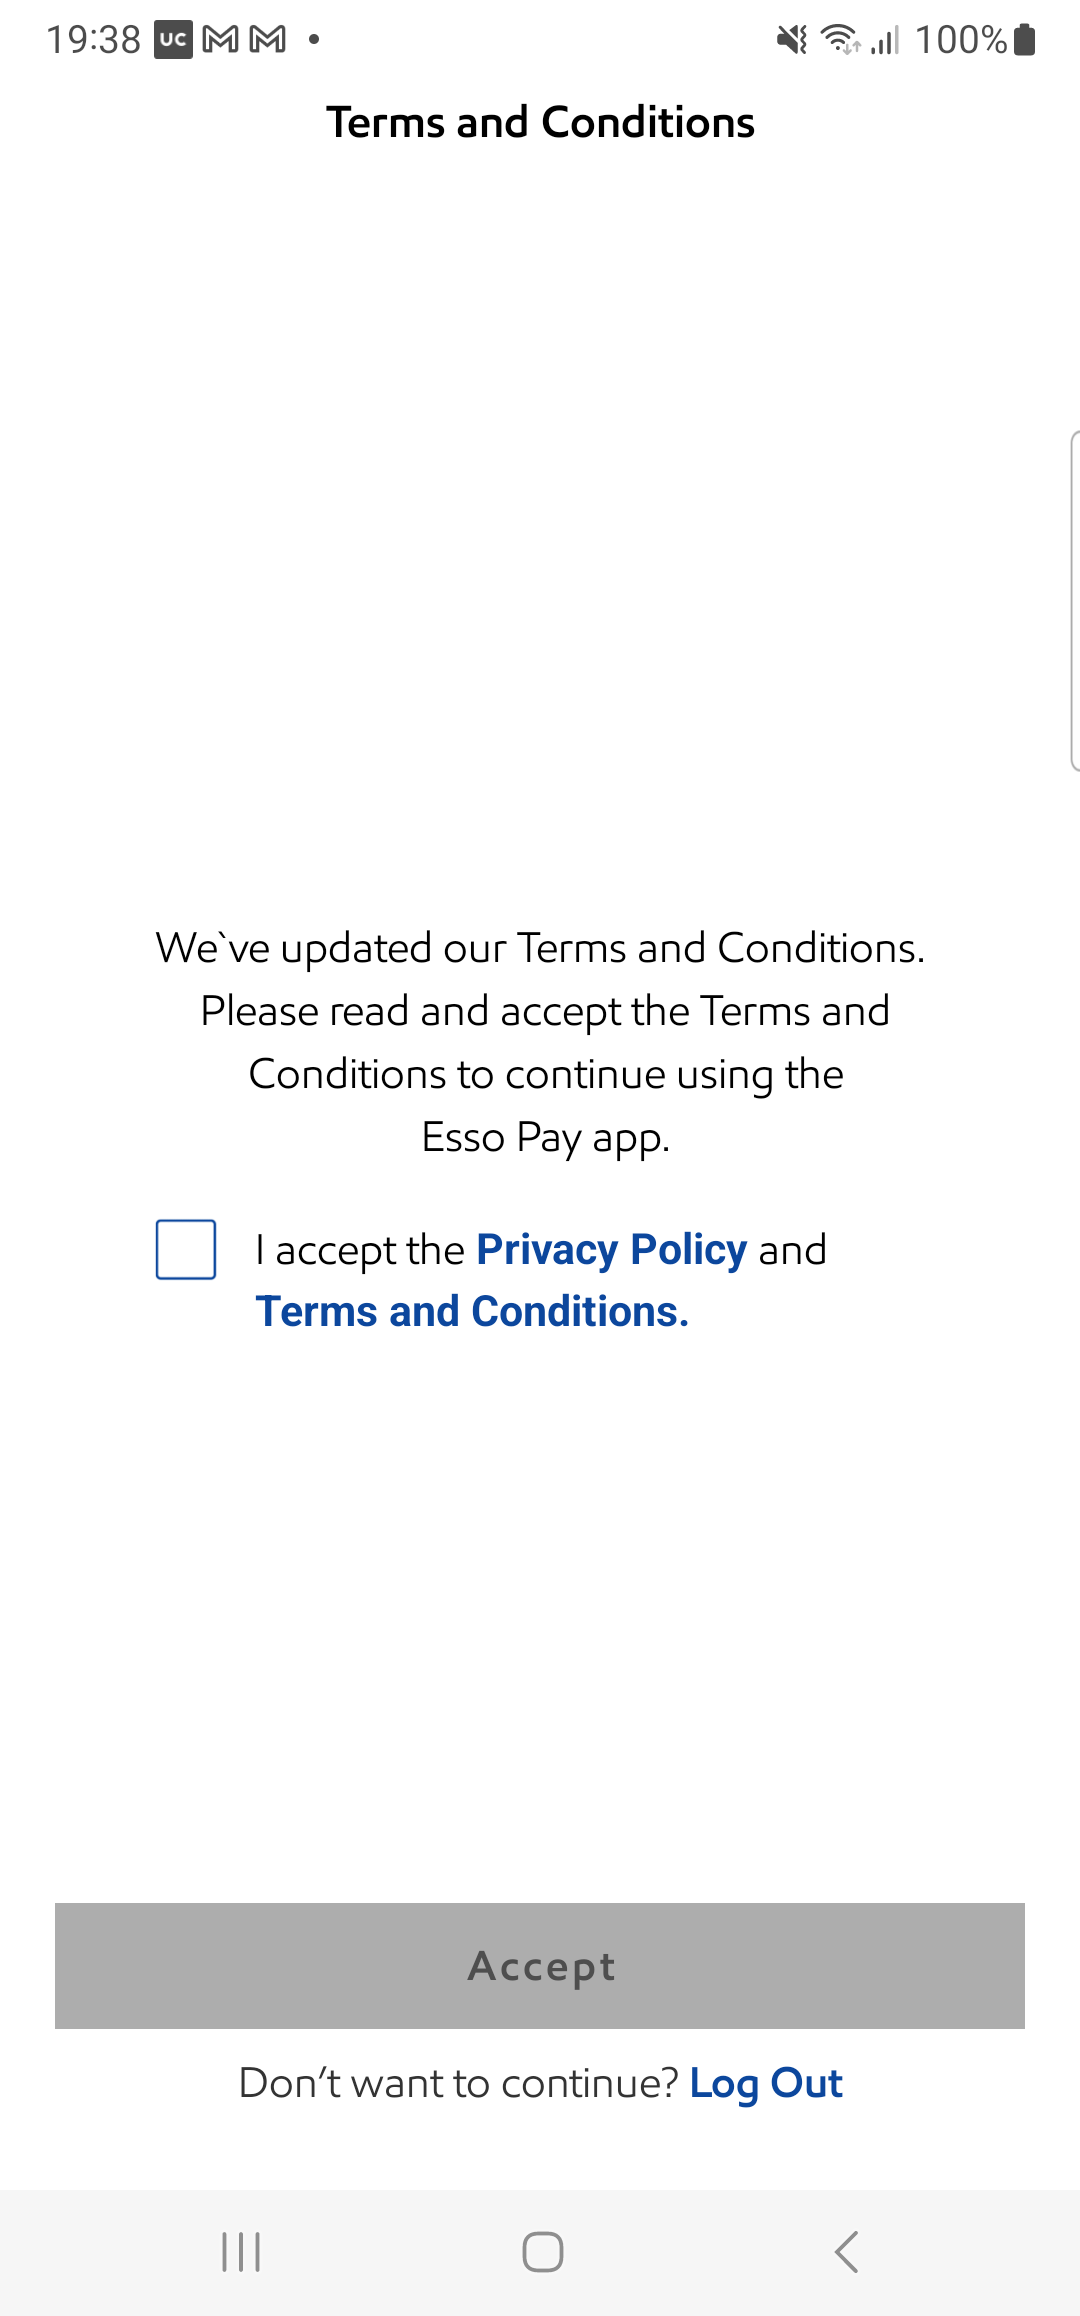 19:38 UC M M • 100%
Terms and Conditions
We`ve updated our Terms and Conditions.
Please read and accept the Terms and
Conditions to continue using the
Esso Pay app.
I accept the Privacy Policy and
Terms and Conditions.
Accept
Don’t want to continue? Log Out